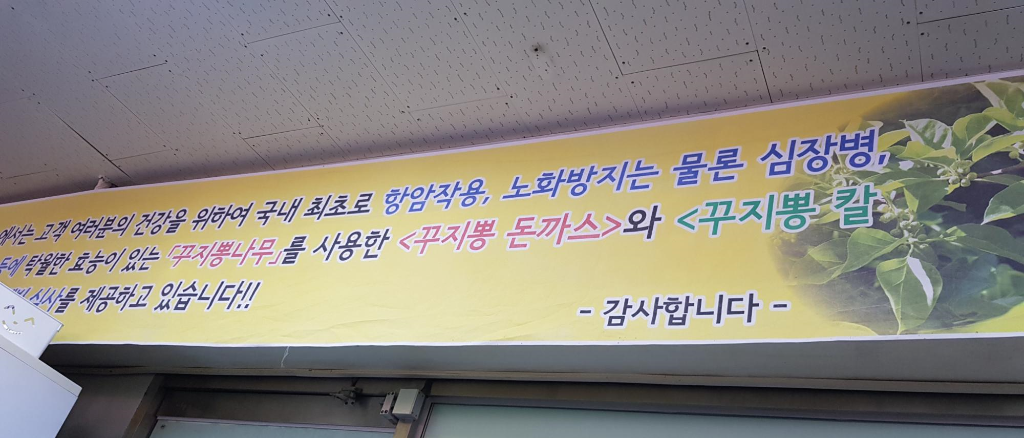 에서는 고객 여러분의 건강을 위하여 국내 최초로 항암작용, 노화방지는 물론 심장병,
등에 탁월한 효능이 있는 「꾸지뽕나무」를 사용한 <꾸지뽕 돈까스>와 <꾸지뽕 칼
식사를 제공하고 있습니다!!
- 감사합니다 -